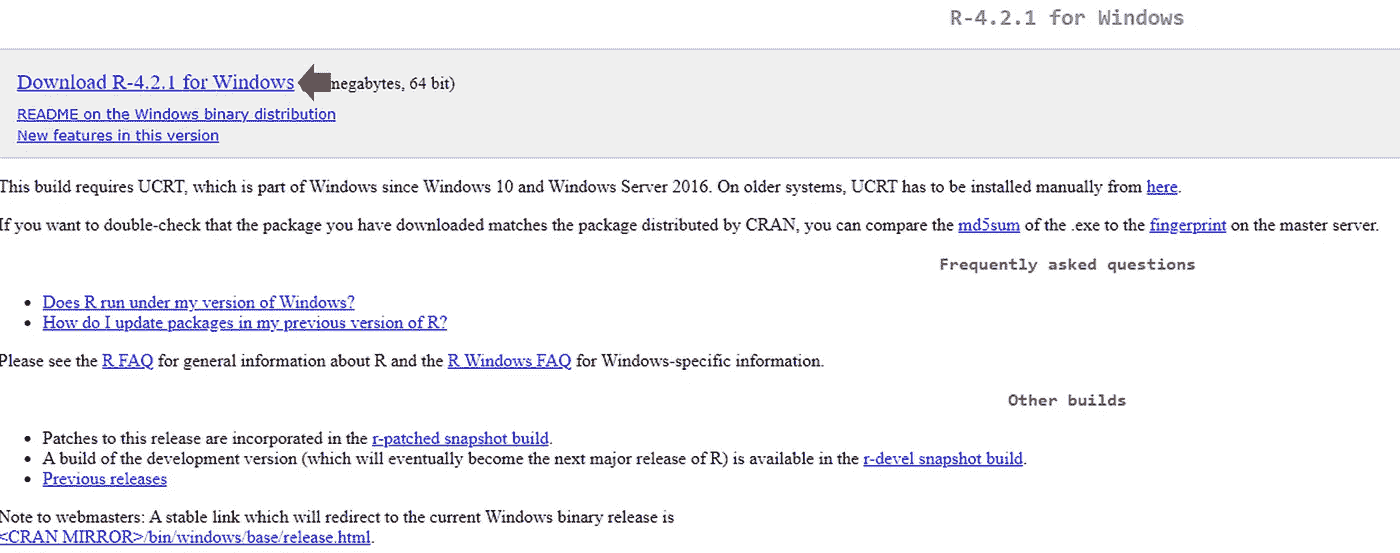 R-4.2.1 for Windows
Download R-4.2.1 for Windows megabytes, 64 bit)
README on the Windows binary distribution
New features in this version
This build requires UCRT, which is part of Windows since Windows 10 and Windows Server 2016. On older systems, UCRT has to be installed manually from here.
If you want to double-check that the package you have downloaded matches the package distributed by CRAN, you can compare the md5sum of the .exe to the fingerprint on the master server.
Frequently asked questions
• Does R run under my version of Windows?
• How do I update packages in my previous version of R?
Please see the R FAQ for general information about R and the R Windows FAQ for Windows-specific information.
Other builds
• Patches to this release are incorporated in the r-patched snapshot build.
• A build of the development version (which will eventually become the next major release of R) is available in the r-devel snapshot build.
• Previous releases
Note to webmasters: A stable link which will redirect to the current Windows binary release is
<CRAN MIRROR>/bin/windows/base/release.html.